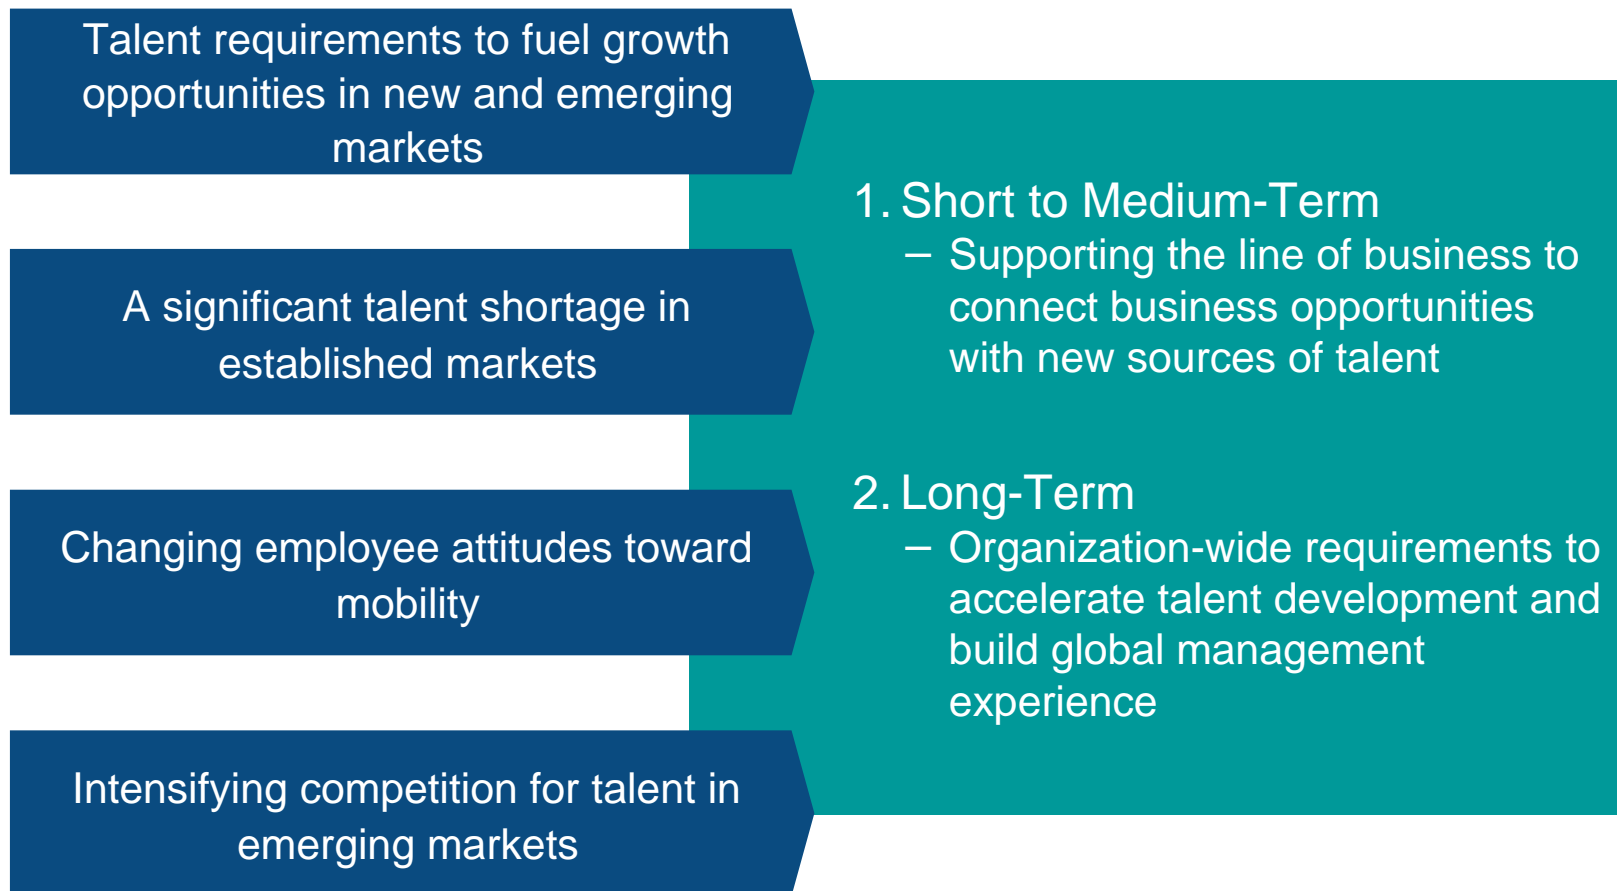 Talent requirements to fuel growth
opportunities in new and emerging
markets
A significant talent shortage in
established markets
Changing employee attitudes toward
mobility
Intensifying competition for talent in
emerging markets
1. Short to Medium-Term
– Supporting the line of business to
connect business opportunities
with new sources of talent
2. Long-Term
– Organization-wide requirements to
accelerate talent development and
build global management
experience